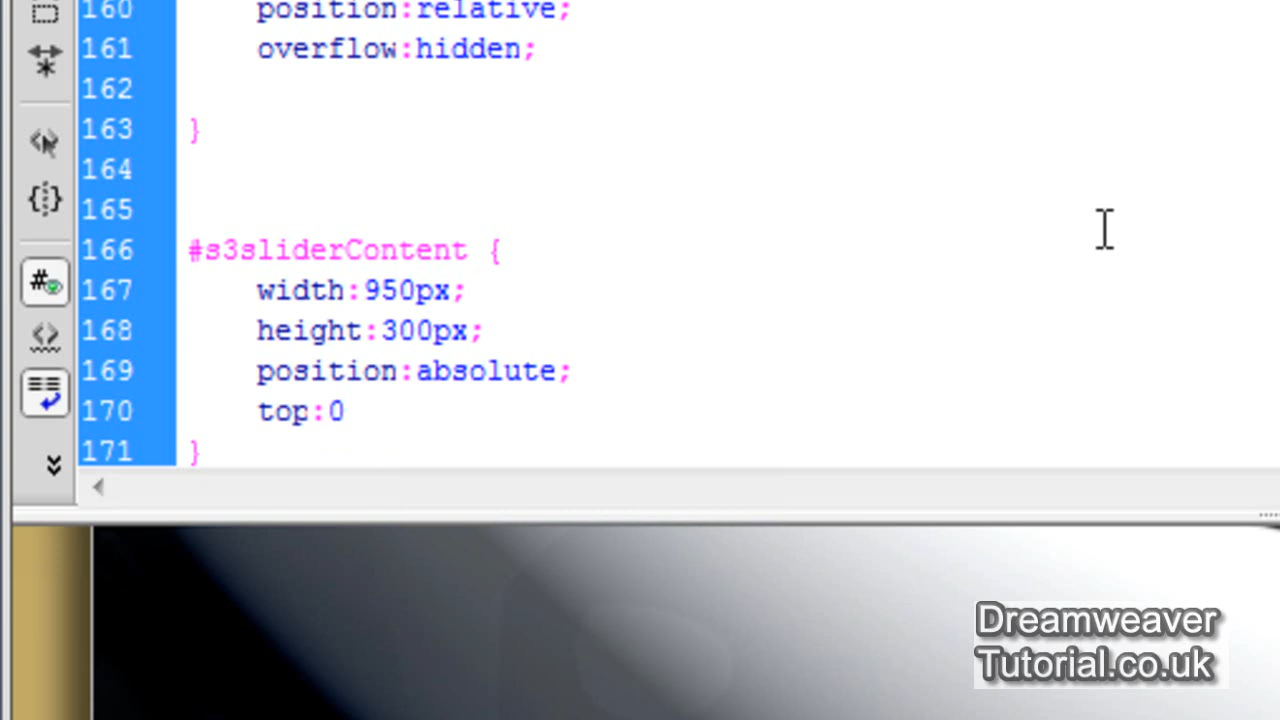 160 position:relative;
161 overflow:hidden;
162
163 }
164
165
166 #s3sliderContent {
167 width:950px;
168 height:300px;
169 position:absolute;
170 top:0
171 }
Dreamweaver
Tutorial.co.uk